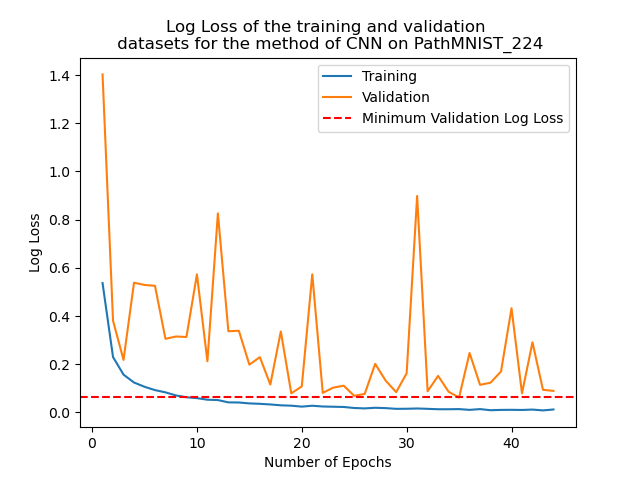 Log Loss of the training and validation
datasets for the method of CNN on PathMNIST_224
Training
Validation
Minimum Validation Log Loss
Log Loss
1.4
1.2
1.0
0.8
0.6
0.4
0.2
0.0
0
10
20
30
40
Number of Epochs